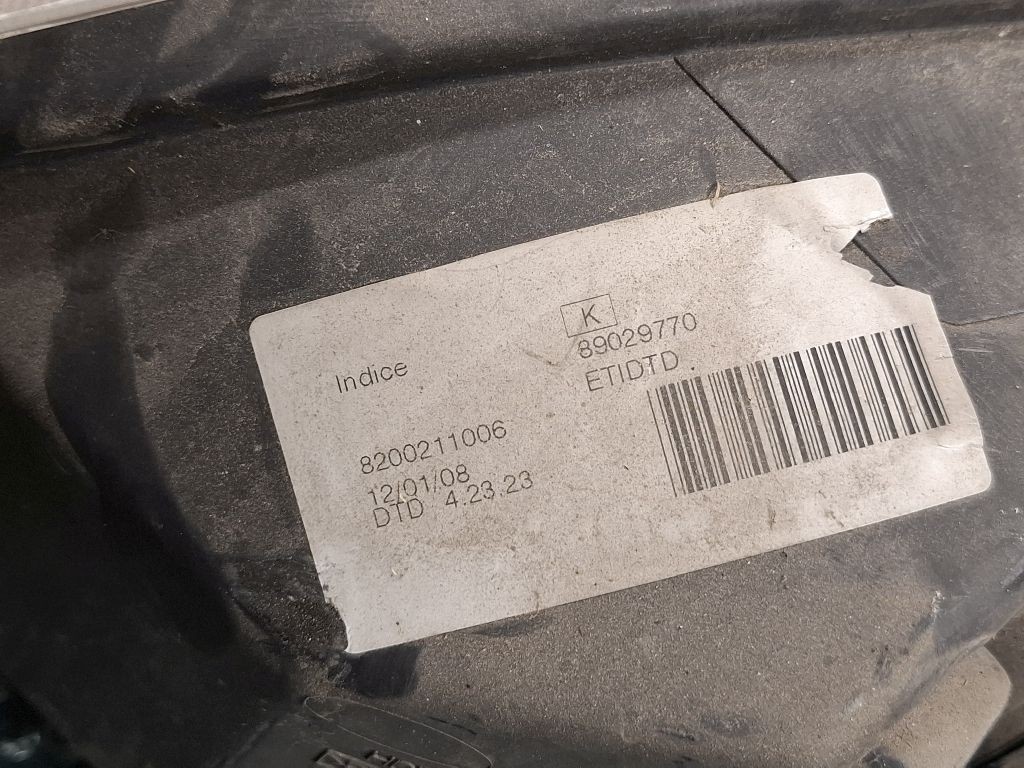 K
89029770
ETIDTD
Indice
8200211006
12/01/08
DTD 4.23.23